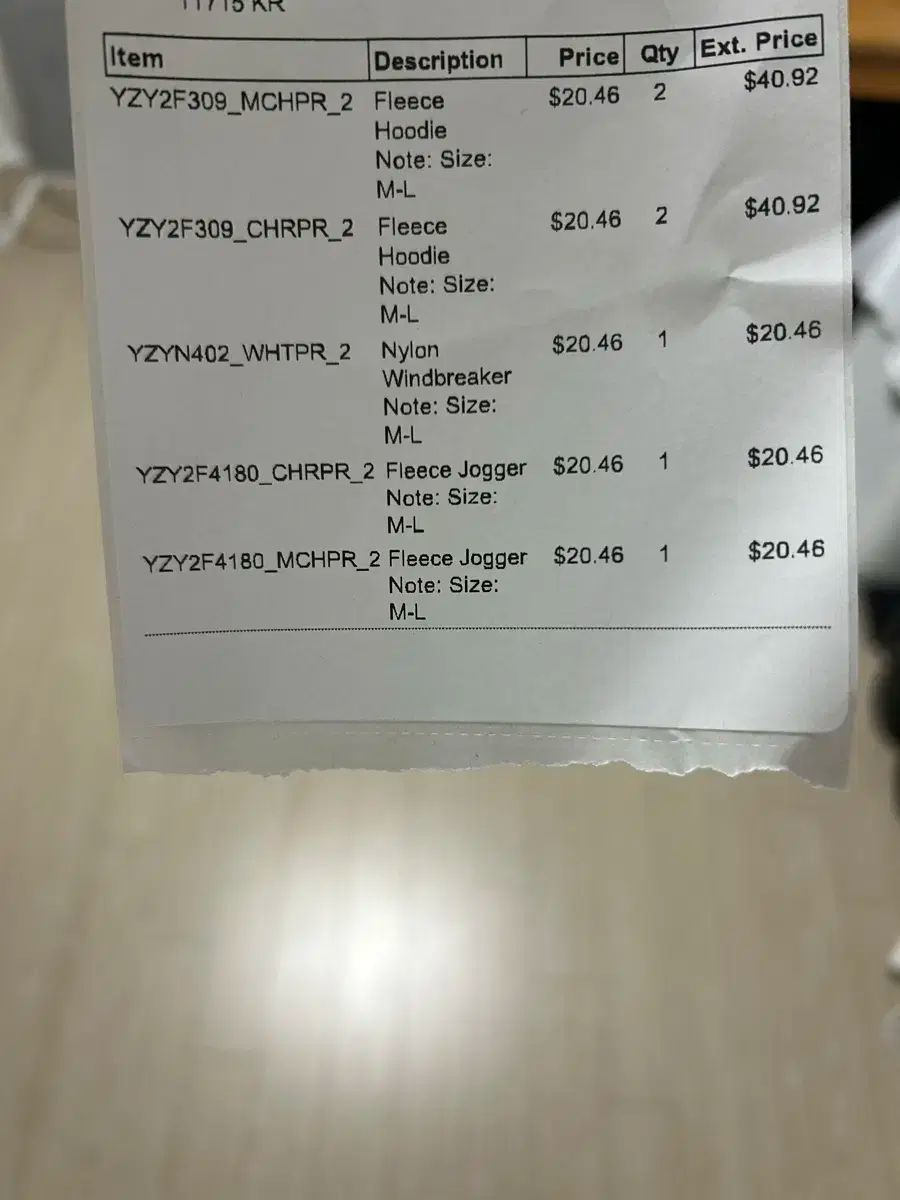 11715 KR
Item Description Price Qty Ext. Price
YZY2F309_MCHPR_2 Fleece $20.46 2 $40.92
Hoodie
Note: Size:
M-L
YZY2F309_CHRPR_2 Fleece $20.46 2 $40.92
Hoodie
Note: Size:
M-L
YZYN402_WHTPR_2 Nylon $20.46 1 $20.46
Windbreaker
Note: Size:
M-L
YZY2F4180_CHRPR_2 Fleece Jogger $20.46 1 $20.46
Note: Size:
M-L
YZY2F4180_MCHPR_2 Fleece Jogger $20.46 1 $20.46
Note: Size:
M-L